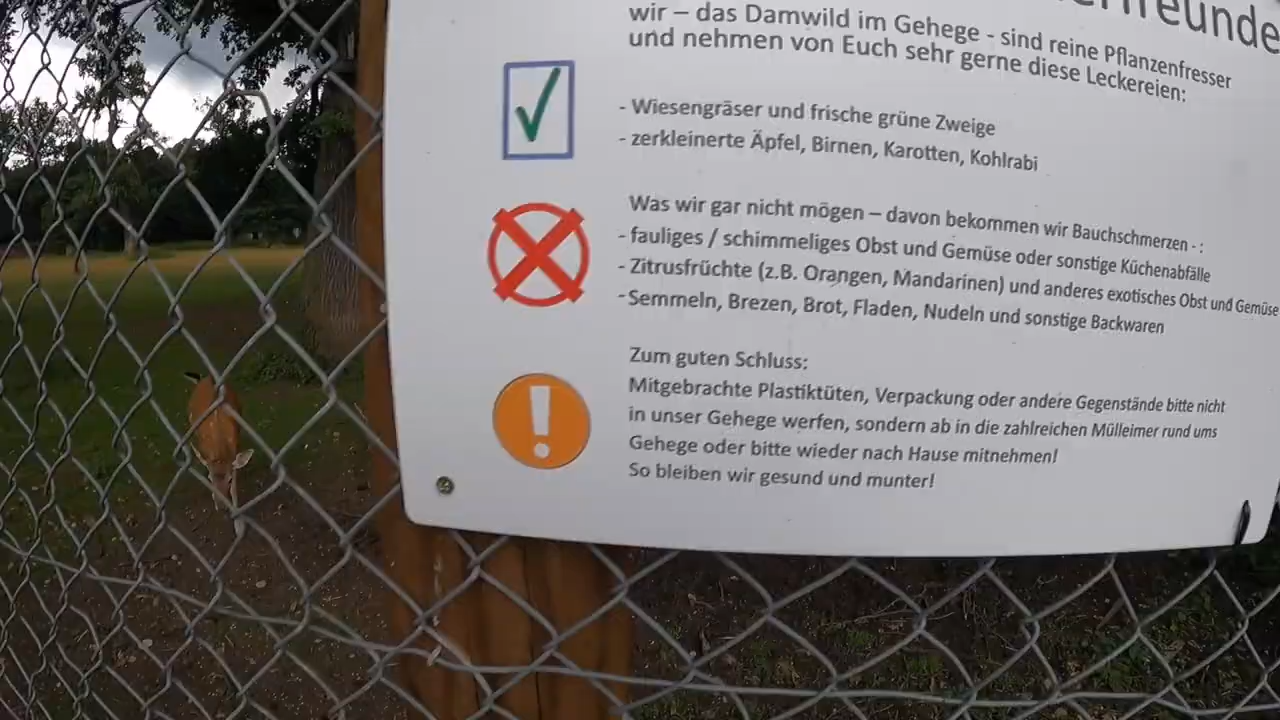 wir – das Damwild im Gehege - sind reine Pflanzenfresser
und nehmen von Euch sehr gerne diese Leckereien:
- Wiesengräser und frische grüne Zweige
- zerkleinerte Äpfel, Birnen, Karotten, Kohlrabi
Was wir gar nicht mögen – davon bekommen wir Bauchschmerzen - :
- fauliges / schimmeliges Obst und Gemüse oder sonstige Küchenabfälle
- Zitrusfrüchte (z.B. Orangen, Mandarinen) und anderes exotisches Obst und Gemüse
- Semmeln, Brezen, Brot, Fladen, Nudeln und sonstige Backwaren
Zum guten Schluss:
Mitgebrachte Plastiktüten, Verpackung oder andere Gegenstände bitte nicht
in unser Gehege werfen, sondern ab in die zahlreichen Mülleimer rund ums
Gehege oder bitte wieder nach Hause mitnehmen!
So bleiben wir gesund und munter!